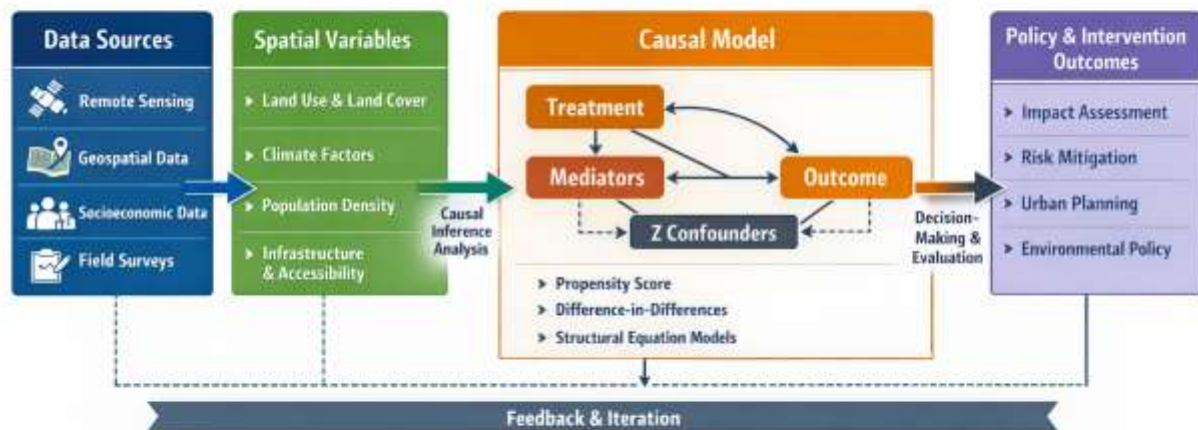 Data Sources
Remote Sensing
Geospatial Data
Socioeconomic Data
Field Surveys
Spatial Variables
> Land Use & Land Cover
> Climate Factors
> Population Density
> Infrastructure
& Accessibility
Causal
Inference
Analysis
Causal Model
Treatment
Mediators
Outcome
Z Confounders
> Propensity Score
> Difference-in-Differences
> Structural Equation Models
Decision-
Making &
Evaluation
Policy & Intervention
Outcomes
> Impact Assessment
> Risk Mitigation
> Urban Planning
> Environmental Policy
Feedback & Iteration